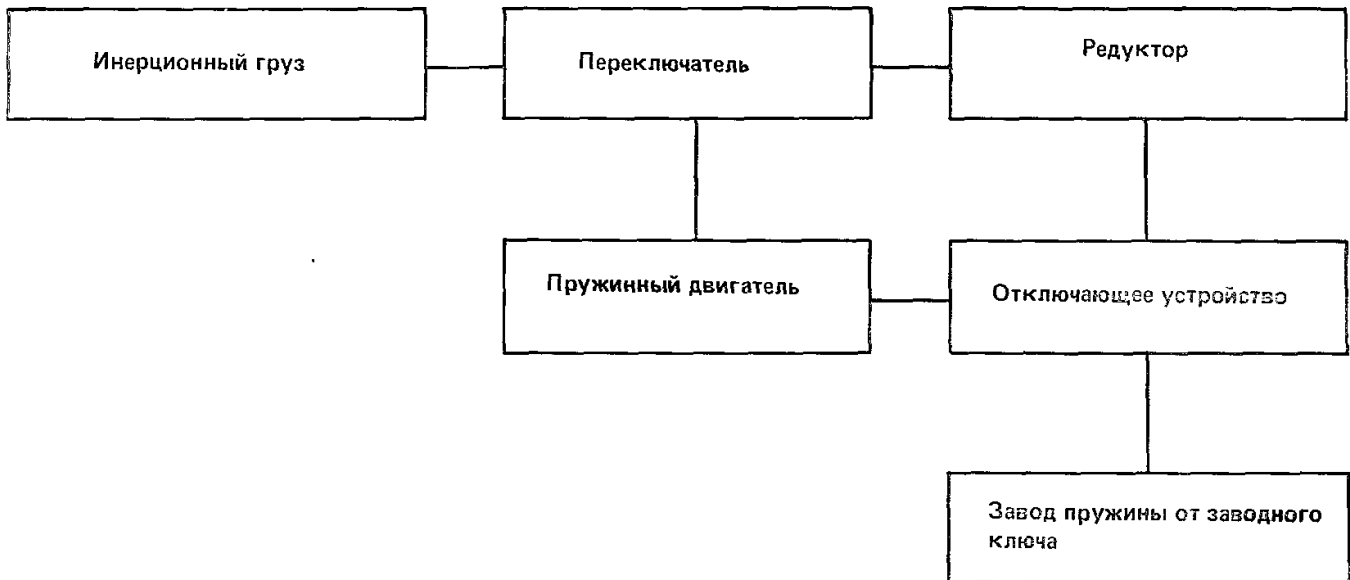 Инерционный груз
Переключатель
Редуктор
Пружинный двигатель
Отключающее устройство
Завод пружины от заводного
ключа